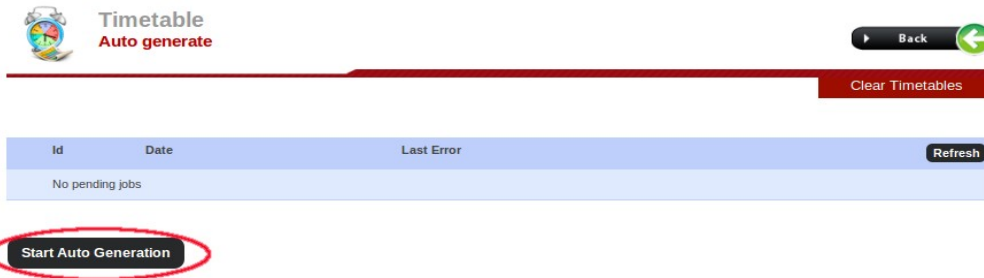 Timetable
Auto generate
Back
Clear Timetables
Id Date Last Error Refresh
No pending jobs
Start Auto Generation